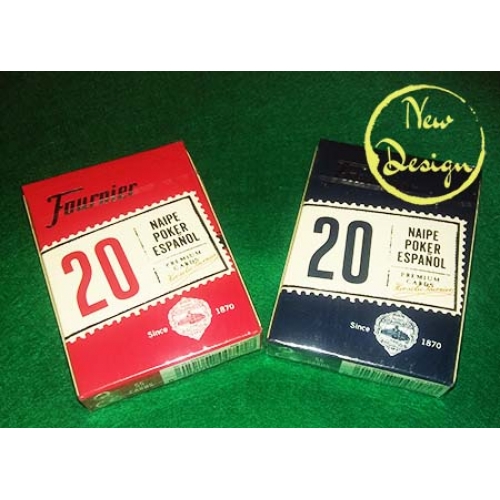 New
Design
Fournier
20
NAIPE
POKER
ESPAÑOL
PREMIUM
CARDS
Since
1870
Fournier
20
NAIPE
POKER
ESPAÑOL
PREMIUM
CARDS
Since
1870